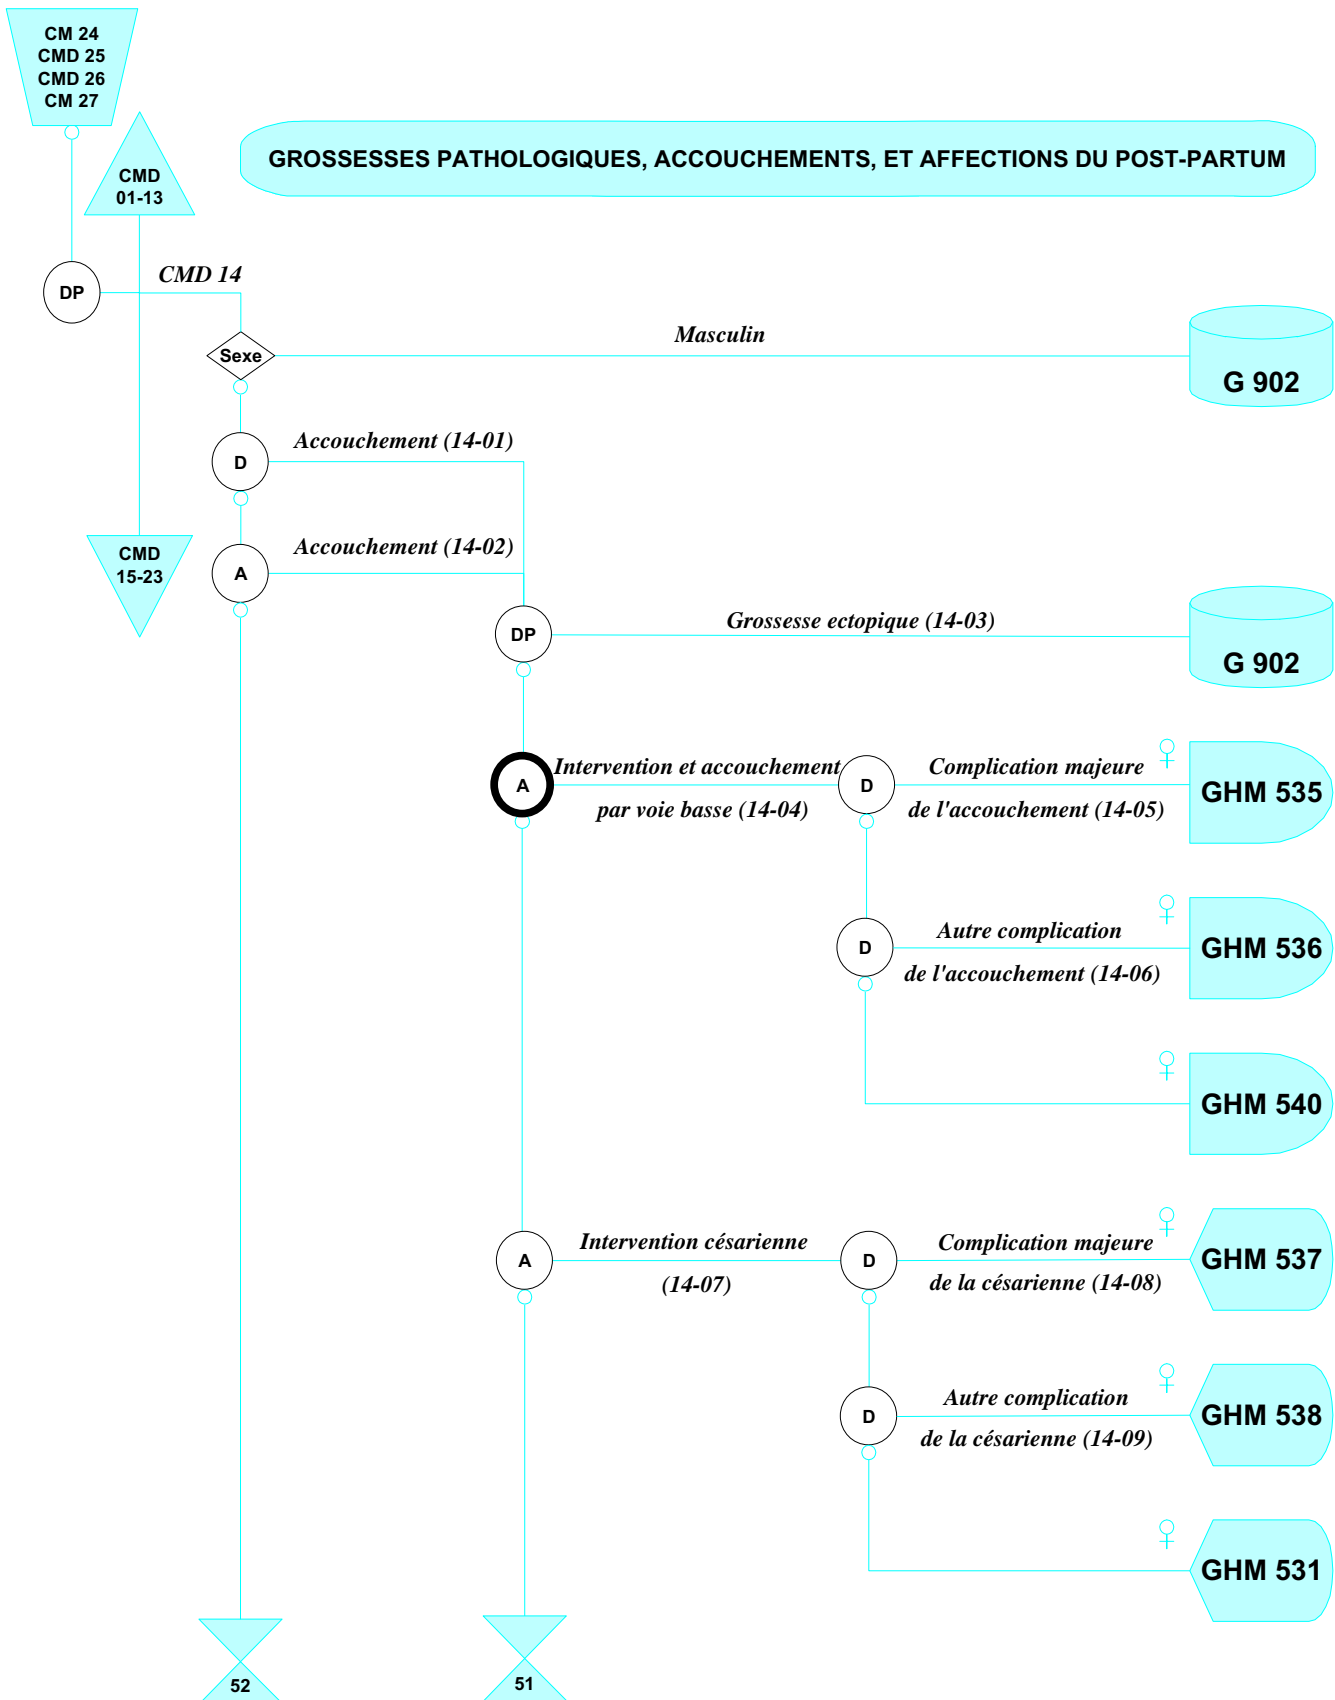 CM 24
CMD 25
CMD 26
CM 27
CMD
01-13
GROSSESSES PATHOLOGIQUES, ACCOUCHEMENTS, ET AFFECTIONS DU POST-PARTUM
DP
CMD 14
Sexe
Masculin
G 902
D
Accouchement (14-01)
A
Accouchement (14-02)
CMD
15-23
DP
Grossesse ectopique (14-03)
G 902
A
Intervention et accouchement
par voie basse (14-04)
D
Complication majeure
de l'accouchement (14-05)
GHM 535
D
Autre complication
de l'accouchement (14-06)
GHM 536
GHM 540
A
Intervention césarienne
(14-07)
D
Complication majeure
de la césarienne (14-08)
GHM 537
D
Autre complication
de la césarienne (14-09)
GHM 538
GHM 531
52
51